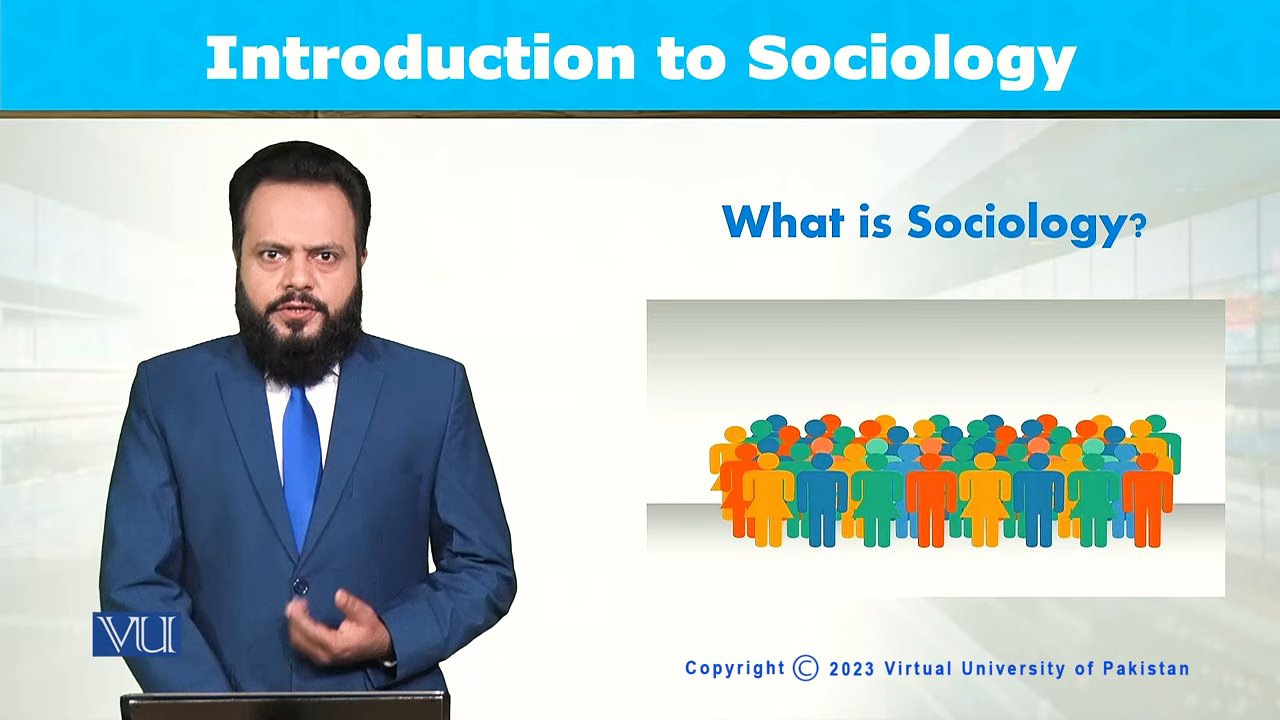 Introduction to Sociology
What is Sociology?
VU
Copyright © 2023 Virtual University of Pakistan